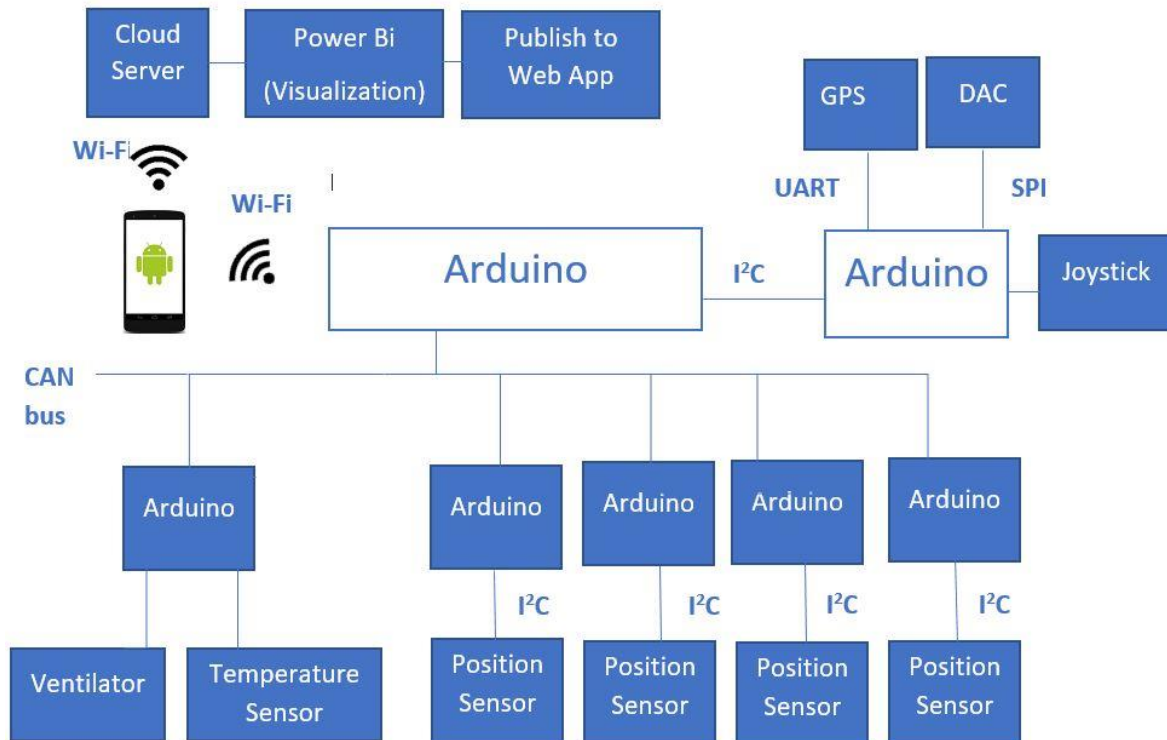 Cloud
Server
Power Bi
(Visualization)
Publish to
Web App
GPS
DAC
Wi-Fi
Wi-Fi
UART
SPI
Arduino
I²C
Arduino
Joystick
CAN
bus
Arduino
Arduino
Arduino
Arduino
Arduino
I²C
I²C
I²C
I²C
Ventilator
Temperature
Sensor
Position
Sensor
Position
Sensor
Position
Sensor
Position
Sensor